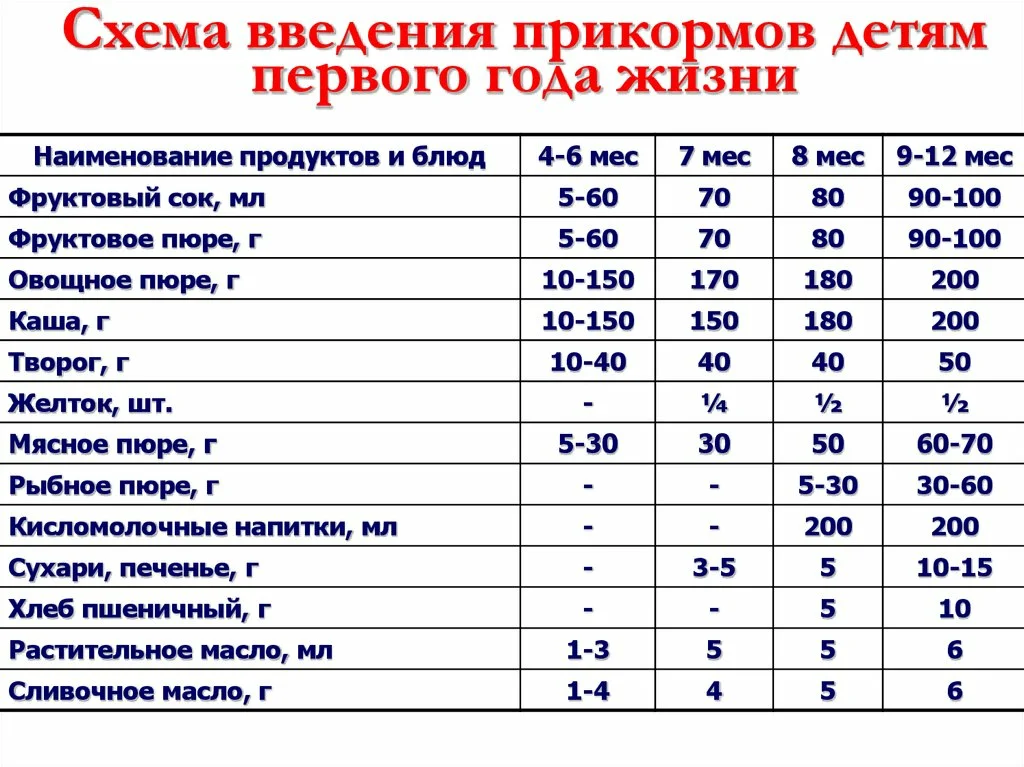 Схема введения прикормов детям
первого года жизни
Наименование продуктов и блюд 4-6 мес 7 мес 8 мес 9-12 мес
Фруктовый сок, мл 5-60 70 80 90-100
Фруктовое пюре, г 5-60 70 80 90-100
Овощное пюре, г 10-150 170 180 200
Каша, г 10-150 150 180 200
Творог, г 10-40 40 40 50
Желток, шт. - ¼ ½ ½
Мясное пюре, г 5-30 30 50 60-70
Рыбное пюре, г - - 5-30 30-60
Кисломолочные напитки, мл - - 200 200
Сухари, печенье, г - 3-5 5 10-15
Хлеб пшеничный, г - - 5 10
Растительное масло, мл 1-3 5 5 6
Сливочное масло, г 1-4 4 5 6